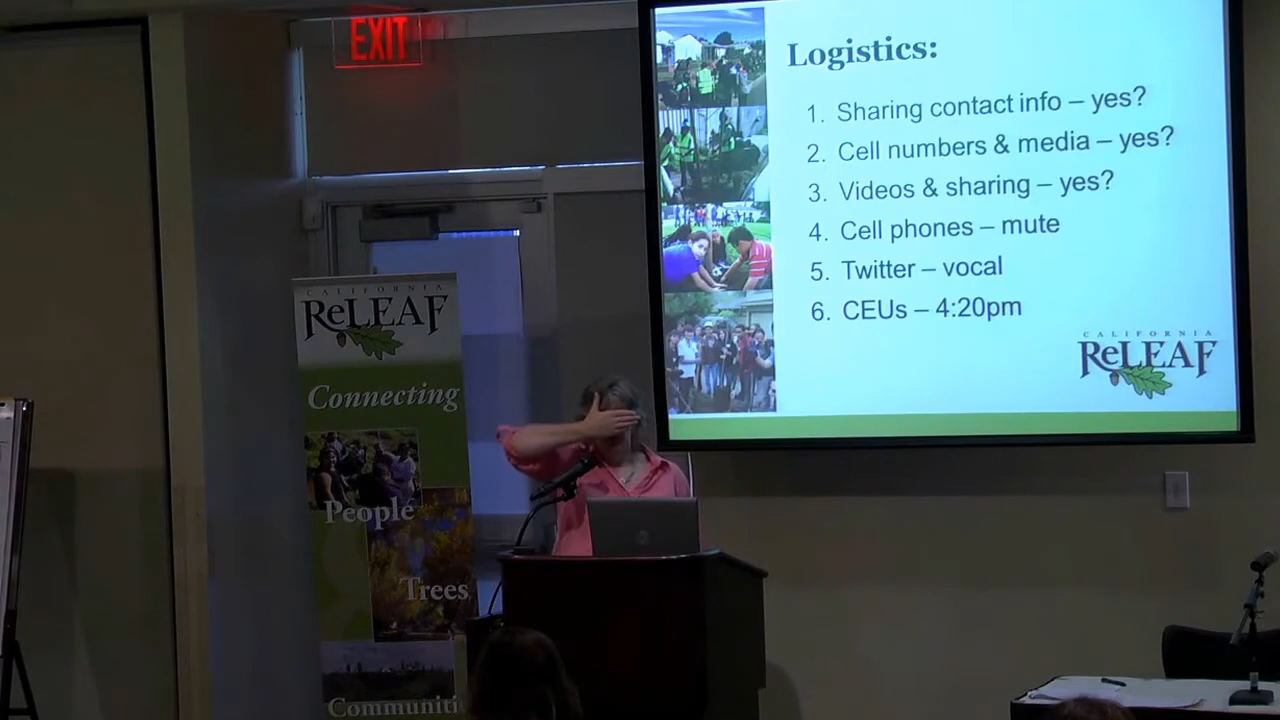 EXIT
Logistics:
1. Sharing contact info – yes?
2. Cell numbers & media – yes?
3. Videos & sharing – yes?
4. Cell phones – mute
5. Twitter – vocal
6. CEUs – 4:20pm
CALIFORNIA
ReLEAF
CALIFORNIA
ReLEAF
Connecting
People
Trees
Communiti